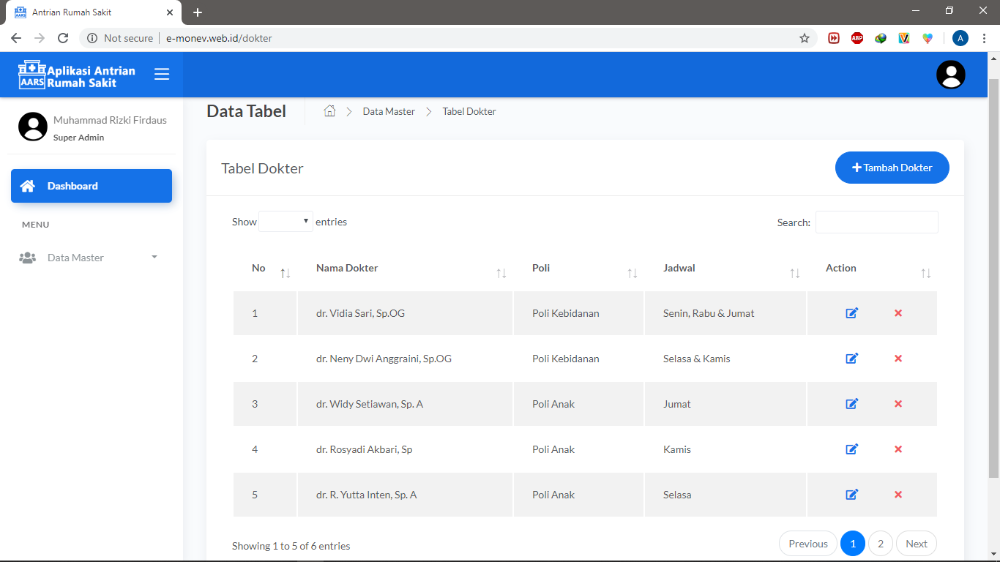 Antrian Rumah Sakit
Not secure e-monev.web.id/dokter
ABP
A
AARS
Aplikasi Antrian
Rumah Sakit
Muhammad Rizki Firdaus
Super Admin
Dashboard
MENU
Data Master
Data Tabel Data Master Tabel Dokter
Tabel Dokter Tambah Dokter
Show entries Search:
No Nama Dokter Poli Jadwal Action
1 dr. Vidia Sari, Sp.OG Poli Kebidanan Senin, Rabu & Jumat
2 dr. Neny Dwi Anggraini, Sp.OG Poli Kebidanan Selasa & Kamis
3 dr. Widy Setiawan, Sp. A Poli Anak Jumat
4 dr. Rosyadi Akbari, Sp Poli Anak Kamis
5 dr. R. Yutta Inten, Sp. A Poli Anak Selasa
Showing 1 to 5 of 6 entries Previous 1 2 Next